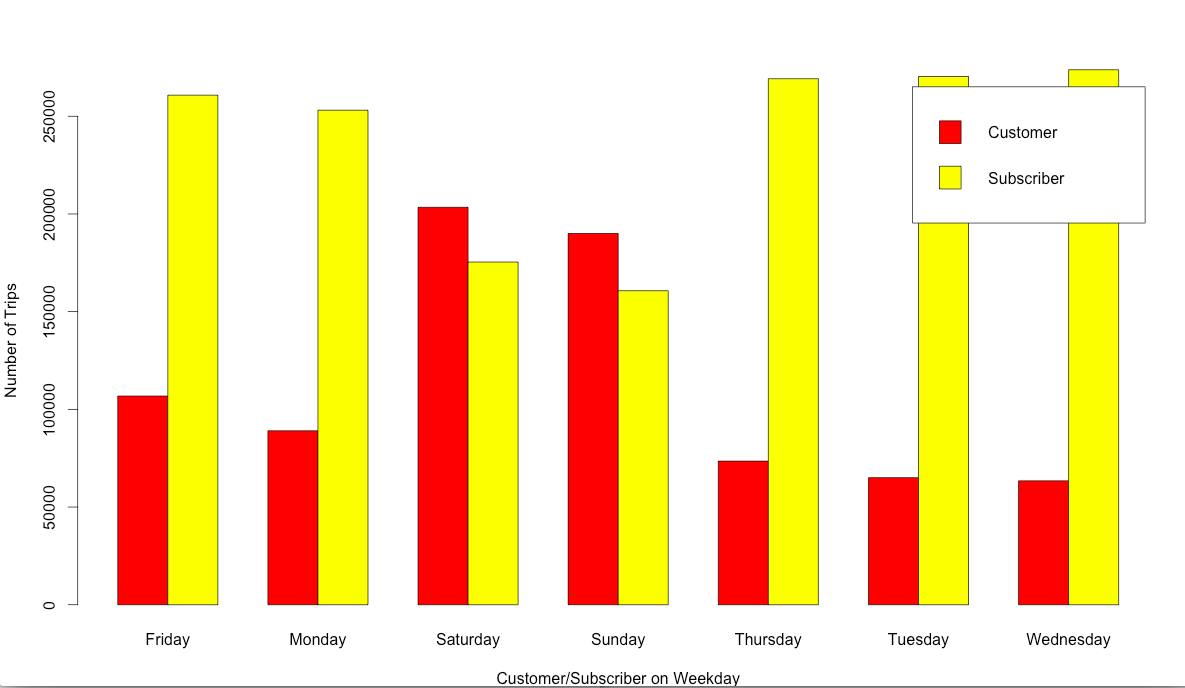 250000
200000
150000
100000
50000
0
Number of Trips
Customer
Subscriber
Friday Monday Saturday Sunday Thursday Tuesday Wednesday
Customer/Subscriber on Weekday